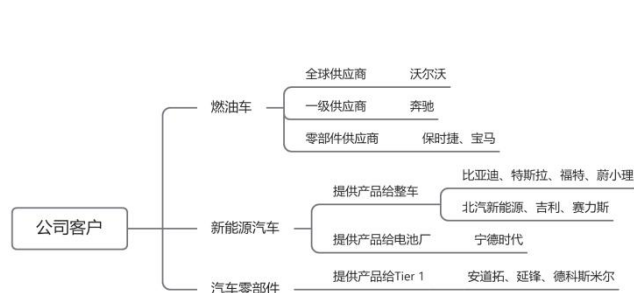 全球供应商 沃尔沃
燃油车 一级供应商 奔驰
零部件供应商 保时捷、宝马
比亚迪、特斯拉、福特、蔚小理
提供产品给整车
北汽新能源、吉利、赛力斯
公司客户 新能源汽车
提供产品给电池厂 宁德时代
汽车零部件 提供产品给Tier 1 安道拓、延锋、德科斯米尔